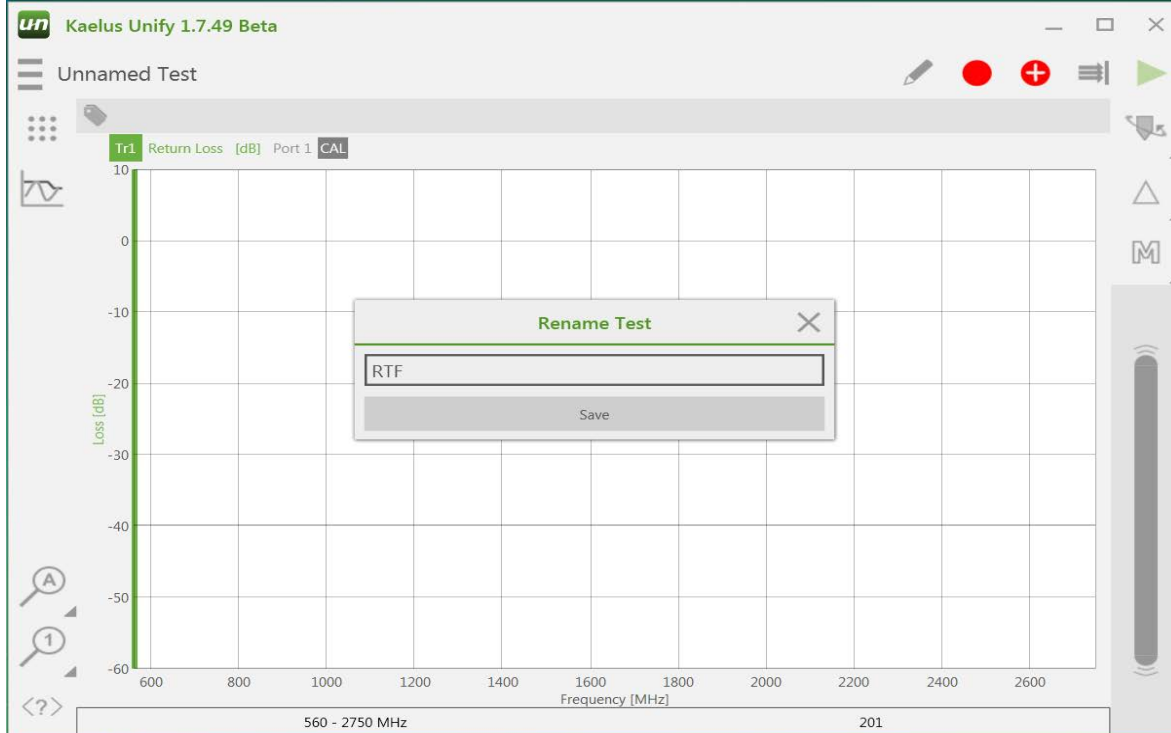 un Kaelus Unify 1.7.49 Beta
Unnamed Test
Tr1 Return Loss [dB] Port 1 CAL
10
0
-10
-20
-30
-40
-50
-60
Loss [dB]
Rename Test
RTF
Save
M
A
1
<?>
600 800 1000 1200 1400 1600 1800 2000 2200 2400 2600
Frequency [MHz]
560 - 2750 MHz 201